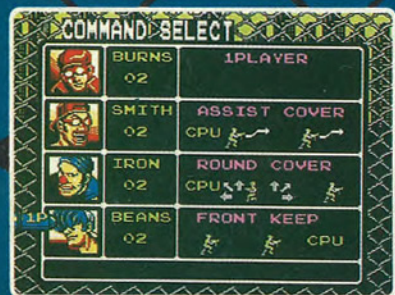 COMMAND SELECT
BURNS 1PLAYER
02
SMITH ASSIST COVER
02 CPU
IRON ROUND COVER
02 CPU
1P BEANS FRONT KEEP
02 CPU